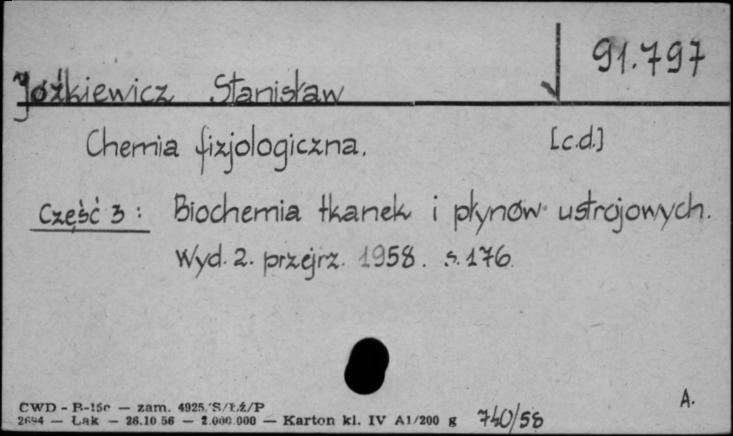 91.797
Jóźkiewicz Stanisław
Chemia fizjologiczna. [c.d.]
Część 3: Biochemia tkanek i płynów ustrojowych.
Wyd. 2. przejrz. 1958. s. 176.
A.
CWD - R-15c — zam. 4925/S/Łź/P
2694 — Łak — 26.10 56 — 2.000.000 — Karton kl. IV A1/200 g 740/58